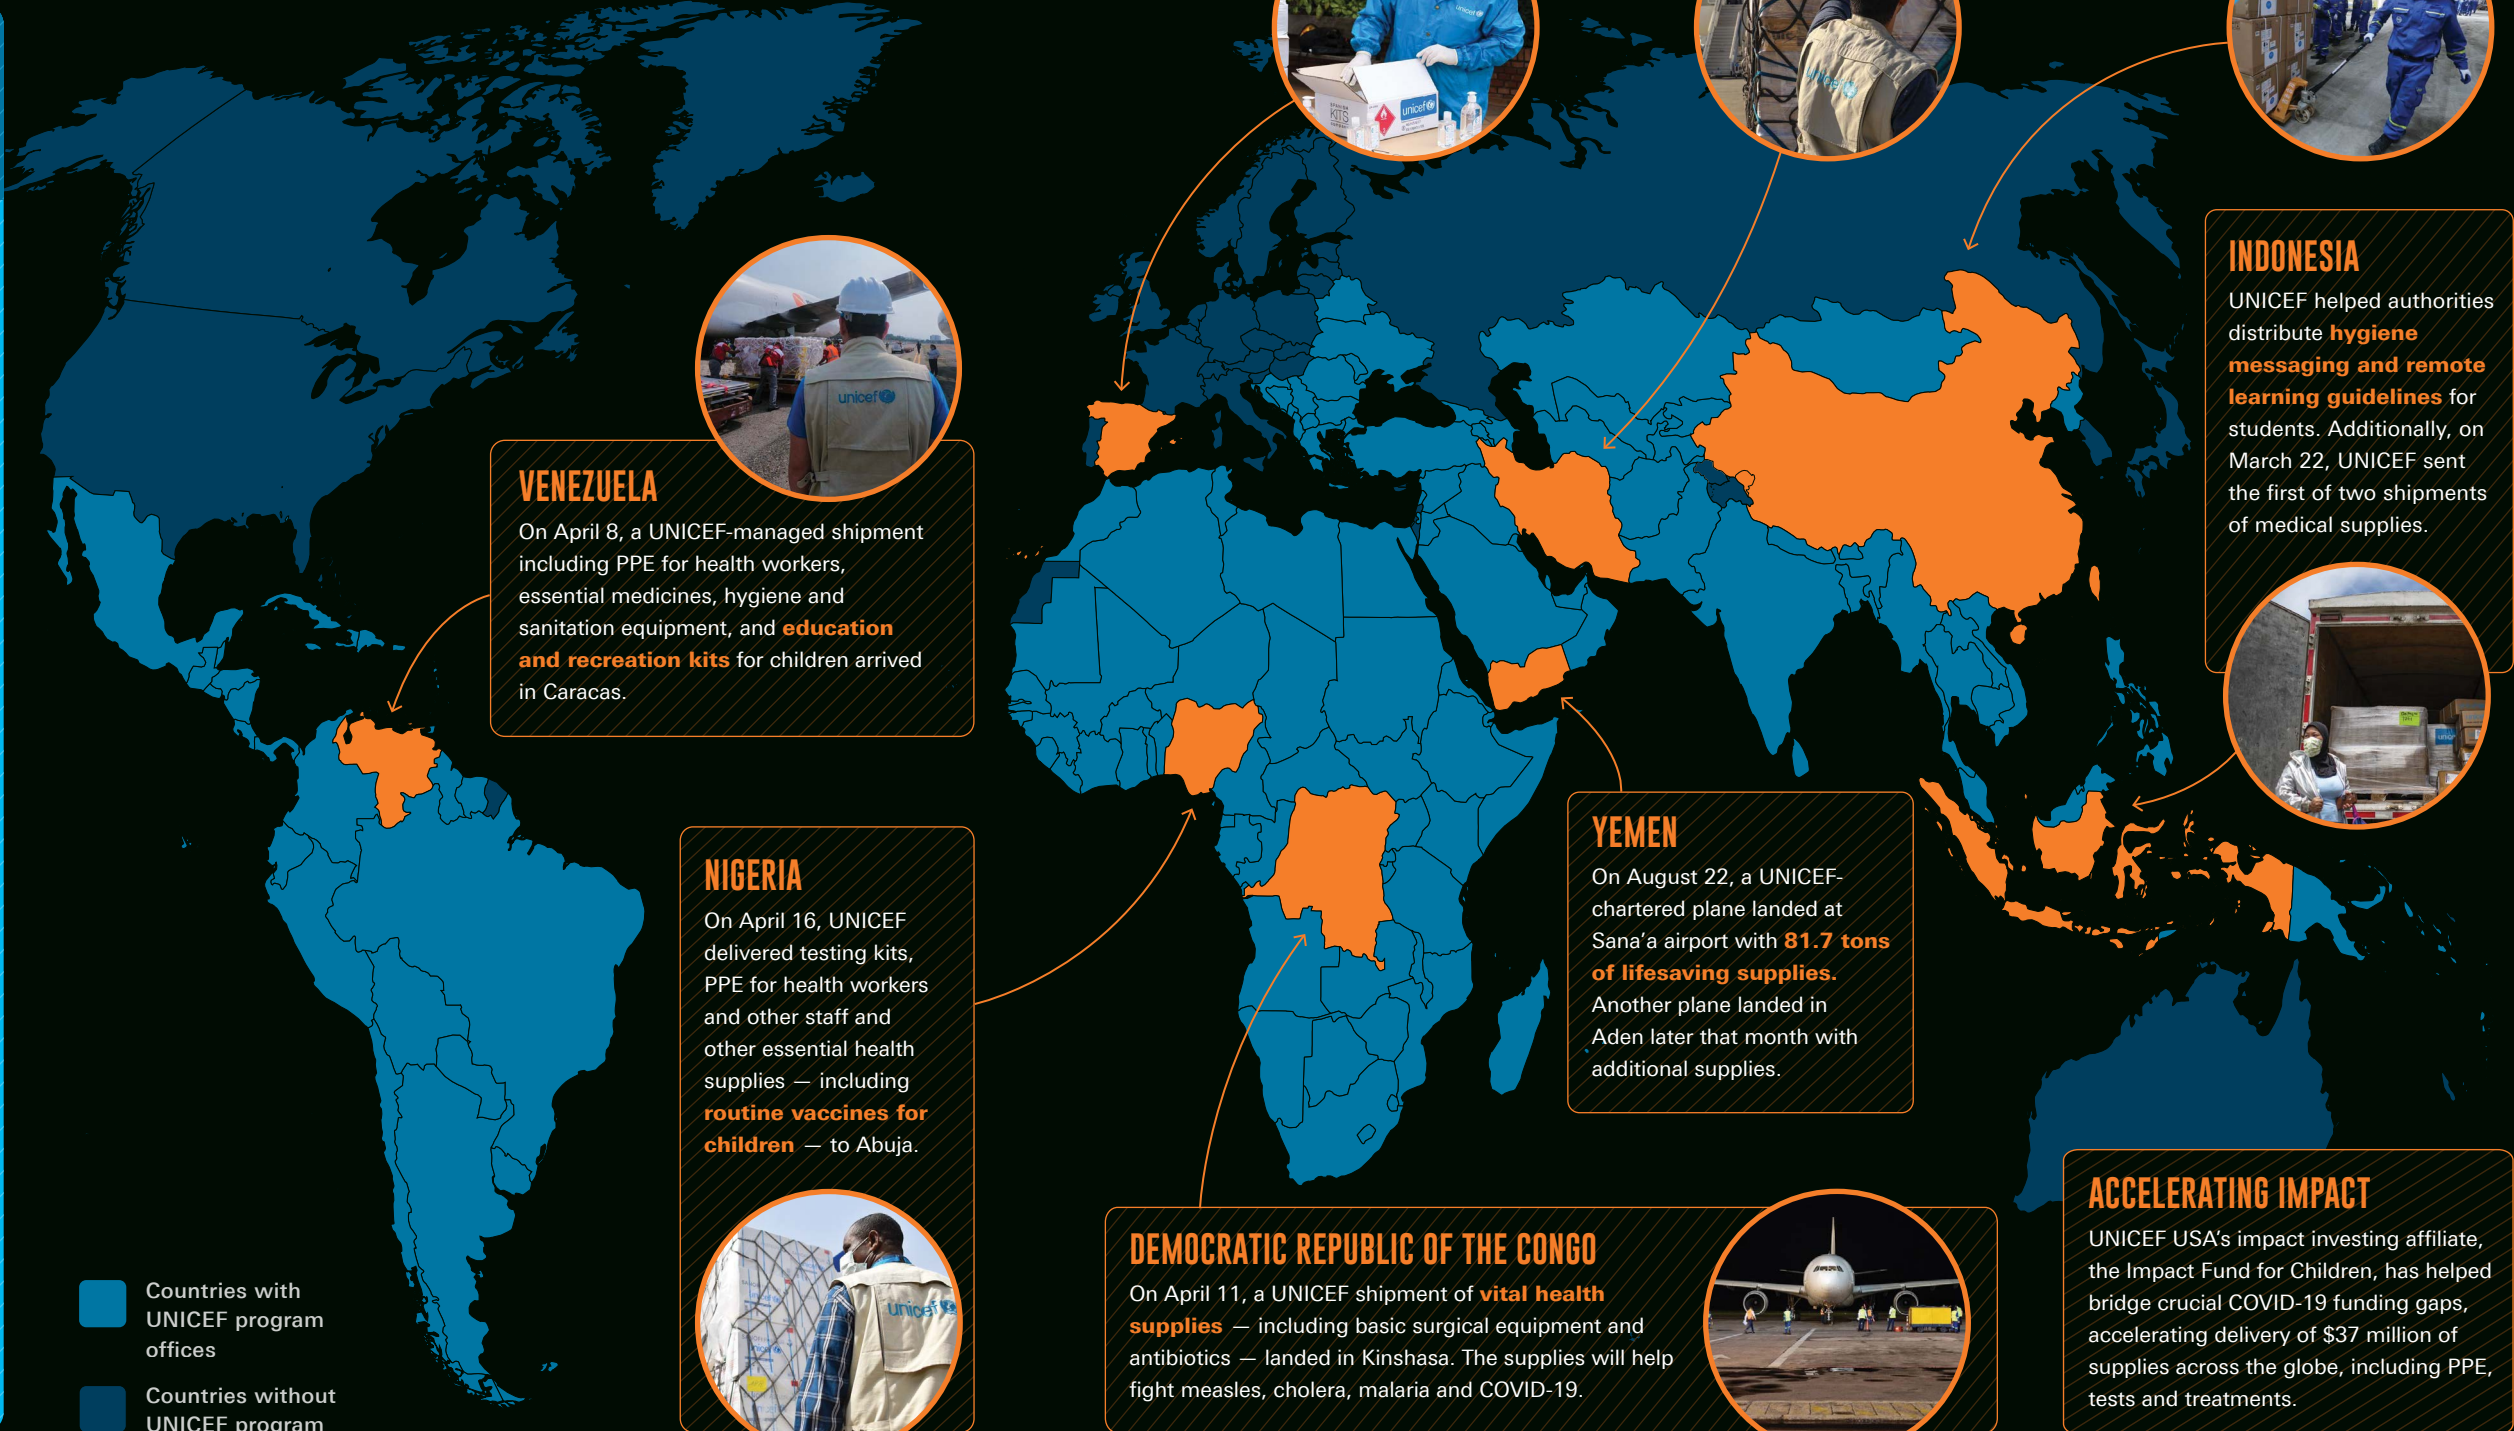 unicef
unicef
KITS
unicef
unicef
VENEZUELA
On April 8, a UNICEF-managed shipment
including PPE for health workers,
essential medicines, hygiene and
sanitation equipment, and education
and recreation kits for children arrived
in Caracas.
INDONESIA
UNICEF helped authorities
distribute hygiene
messaging and remote
learning guidelines for
students. Additionally, on
March 22, UNICEF sent
the first of two shipments
of medical supplies.
NIGERIA
On April 16, UNICEF
delivered testing kits,
PPE for health workers
and other staff and
other essential health
supplies — including
routine vaccines for
children — to Abuja.
unicef
YEMEN
On August 22, a UNICEF-
chartered plane landed at
Sana’a airport with 81.7 tons
of lifesaving supplies.
Another plane landed in
Aden later that month with
additional supplies.
DEMOCRATIC REPUBLIC OF THE CONGO
On April 11, a UNICEF shipment of vital health
supplies — including basic surgical equipment and
antibiotics — landed in Kinshasa. The supplies will help
fight measles, cholera, malaria and COVID-19.
ACCELERATING IMPACT
UNICEF USA’s impact investing affiliate,
the Impact Fund for Children, has helped
bridge crucial COVID-19 funding gaps,
accelerating delivery of $37 million of
supplies across the globe, including PPE,
tests and treatments.
Countries with
UNICEF program
offices
Countries without
UNICEF program